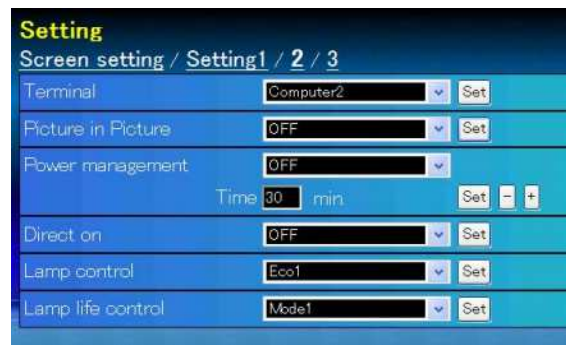 Setting
Screen setting / Setting1 / 2 / 3
Terminal Computer2 Set
Picture in Picture OFF Set
Power management OFF
Time 30 min. Set - +
Direct on OFF Set
Lamp control Eco1 Set
Lamp life control Mode1 Set